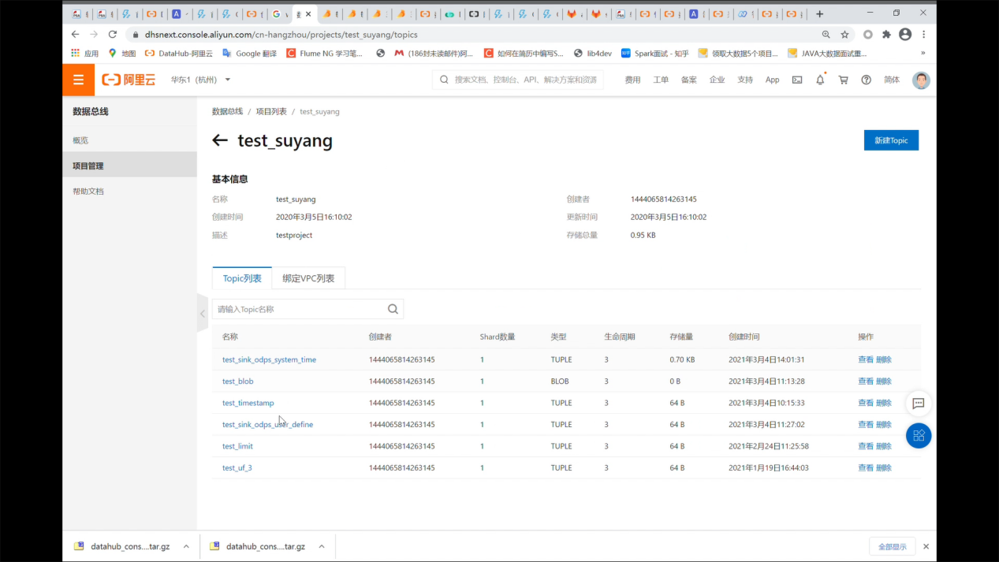 dhsnext.console.aliyun.com/cn-hangzhou/projects/test_suyang/topics
应用 地图 DataHub-阿里云 Google 翻译 Flume NG 学习笔... (186封未读邮件)阿... 如何在简历中编写S... lib4dev Spark面试 - 知乎 领取大数据5个项目... JAVA大数据面试重... »
阿里云 华东1（杭州） 搜索文档、控制台、API、解决方案和资源 费用 工单 备案 企业 支持 App 简体
数据总线
概览
项目管理
帮助文档
数据总线 / 项目列表 / test_suyang
test_suyang 新建Topic
基本信息
名称 test_suyang 创建者 1444065814263145
创建时间 2020年3月5日16:10:02 更新时间 2020年3月5日16:10:02
描述 testproject 存储总量 0.95 KB
Topic列表 绑定VPC列表
请输入Topic名称
名称 创建者 Shard数量 类型 生命周期 存储量 创建时间 操作
test_sink_odps_system_time 1444065814263145 1 TUPLE 3 0.70 KB 2021年3月4日14:01:31 查看 删除
test_blob 1444065814263145 1 BLOB 3 0 B 2021年3月4日11:13:28 查看 删除
test_timestamp 1444065814263145 1 TUPLE 3 64 B 2021年3月4日10:15:33 查看 删除
test_sink_odps_user_define 1444065814263145 1 TUPLE 3 64 B 2021年3月4日11:27:02 查看 删除
test_limit 1444065814263145 1 TUPLE 3 64 B 2021年2月24日11:25:58 查看 删除
test_uf_3 1444065814263145 1 TUPLE 3 64 B 2021年1月19日16:44:03 查看 删除
datahub_cons....tar.gz datahub_cons....tar.gz 全部显示